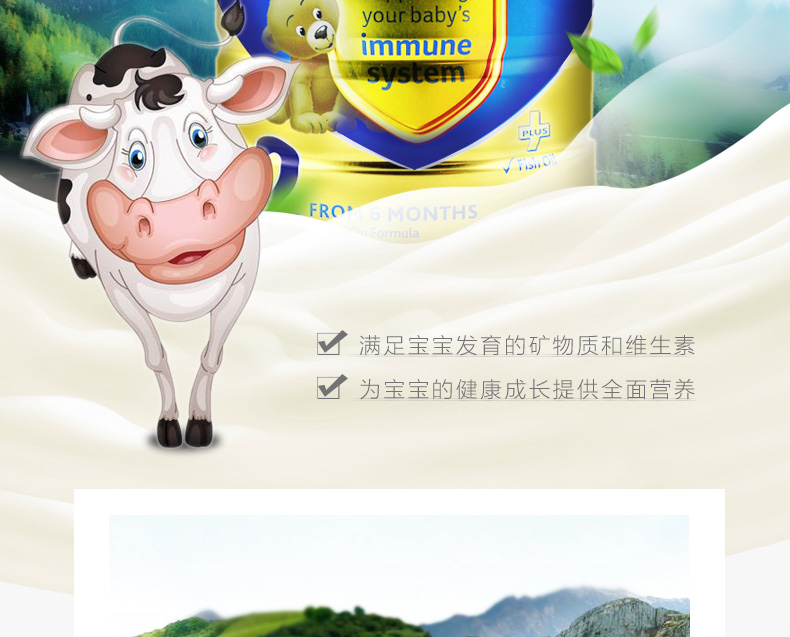 your baby's
immune
system
PLUS
✓ Fish Oil
FROM 6 MONTHS
Formula
满足宝宝发育的矿物质和维生素
为宝宝的健康成长提供全面营养